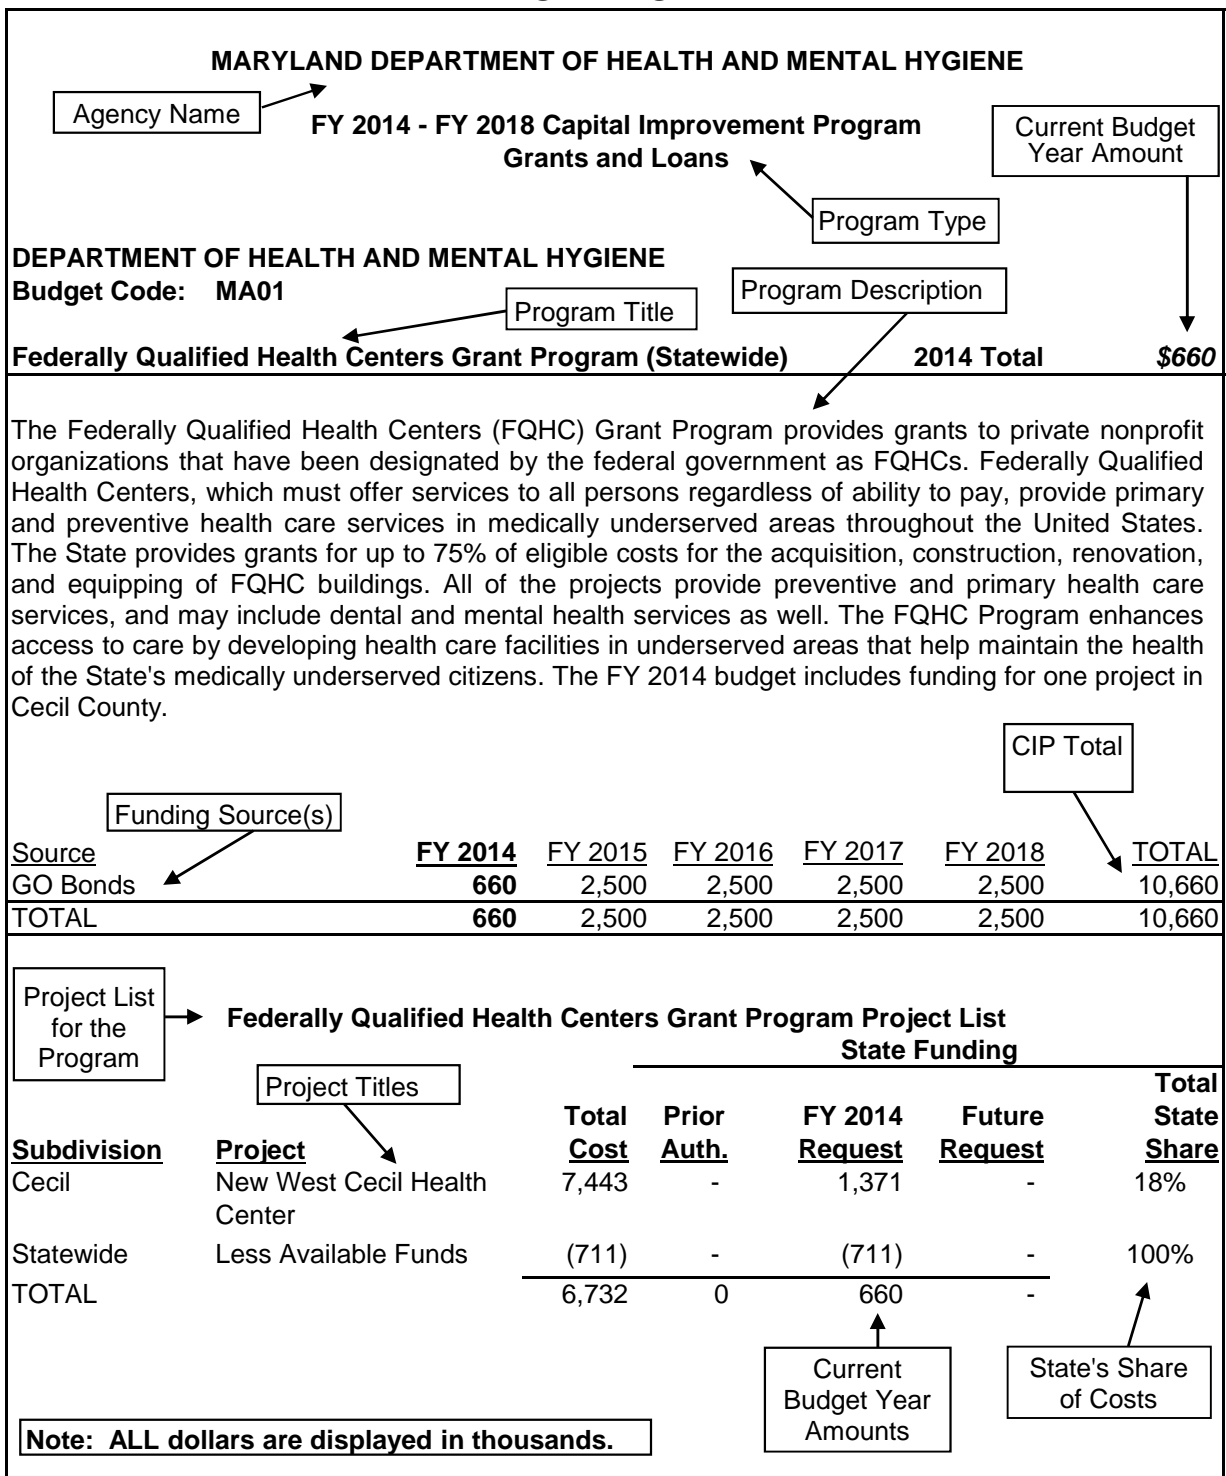 MARYLAND DEPARTMENT OF HEALTH AND MENTAL HYGIENE
Agency Name
FY 2014 - FY 2018 Capital Improvement Program
Grants and Loans
Current Budget
Year Amount
Program Type
DEPARTMENT OF HEALTH AND MENTAL HYGIENE
Budget Code: MA01
Program Title
Program Description
Federally Qualified Health Centers Grant Program (Statewide) 2014 Total $660
The Federally Qualified Health Centers (FQHC) Grant Program provides grants to private nonprofit
organizations that have been designated by the federal government as FQHCs. Federally Qualified
Health Centers, which must offer services to all persons regardless of ability to pay, provide primary
and preventive health care services in medically underserved areas throughout the United States.
The State provides grants for up to 75% of eligible costs for the acquisition, construction, renovation,
and equipping of FQHC buildings. All of the projects provide preventive and primary health care
services, and may include dental and mental health services as well. The FQHC Program enhances
access to care by developing health care facilities in underserved areas that help maintain the health
of the State's medically underserved citizens. The FY 2014 budget includes funding for one project in
Cecil County.
CIP Total
Funding Source(s)
Source FY 2014 FY 2015 FY 2016 FY 2017 FY 2018 TOTAL
GO Bonds 660 2,500 2,500 2,500 2,500 10,660
TOTAL 660 2,500 2,500 2,500 2,500 10,660
Project List
for the
Program
Federally Qualified Health Centers Grant Program Project List
State Funding
Project Titles
Total
Total Prior FY 2014 Future State
Subdivision Project Cost Auth. Request Request Share
Cecil New West Cecil Health 7,443 - 1,371 - 18%
Center
Statewide Less Available Funds (711) - (711) - 100%
TOTAL 6,732 0 660 -
Current
Budget Year
Amounts
State's Share
of Costs
Note: ALL dollars are displayed in thousands.